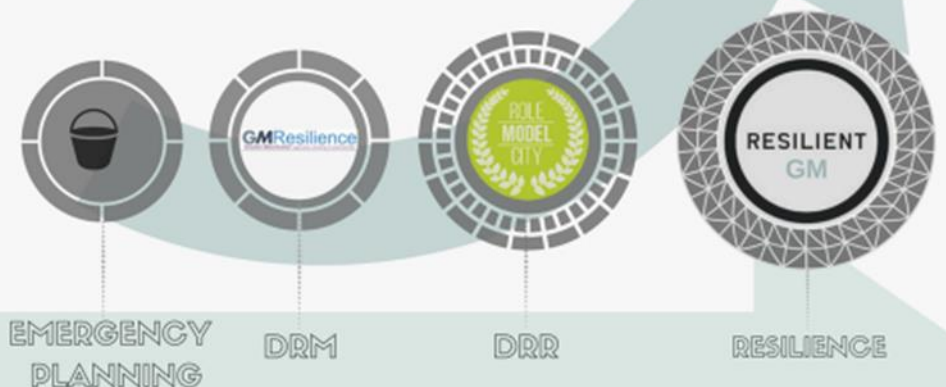 GMResilience
ROLE
MODEL
CITY
RESILIENT
GM
EMERGENCY
PLANNING
DRM
DRR
RESILIENCE